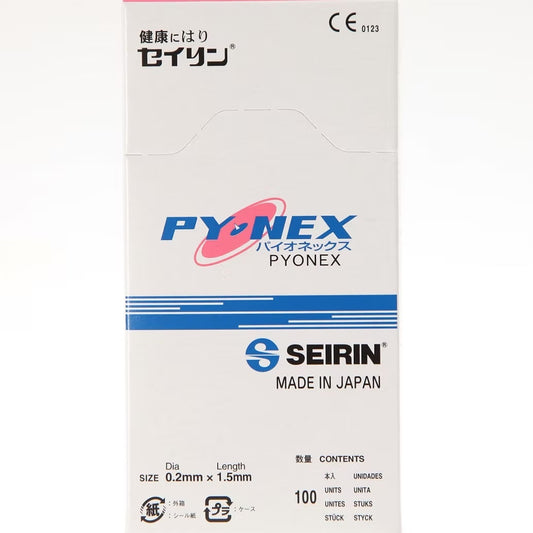 健康にはり
セイリン®
CE 0123
PYONEX
パイオネックス
PYONEX
SEIRIN®
MADE IN JAPAN
Dia Length
SIZE 0.2mm × 1.5mm
数量 CONTENTS
100
本入 UNIDADES
UNITS UNITA
UNITES STUKS
STÜCK STYCK
紙 :外箱
:シール紙
プラ :ケース